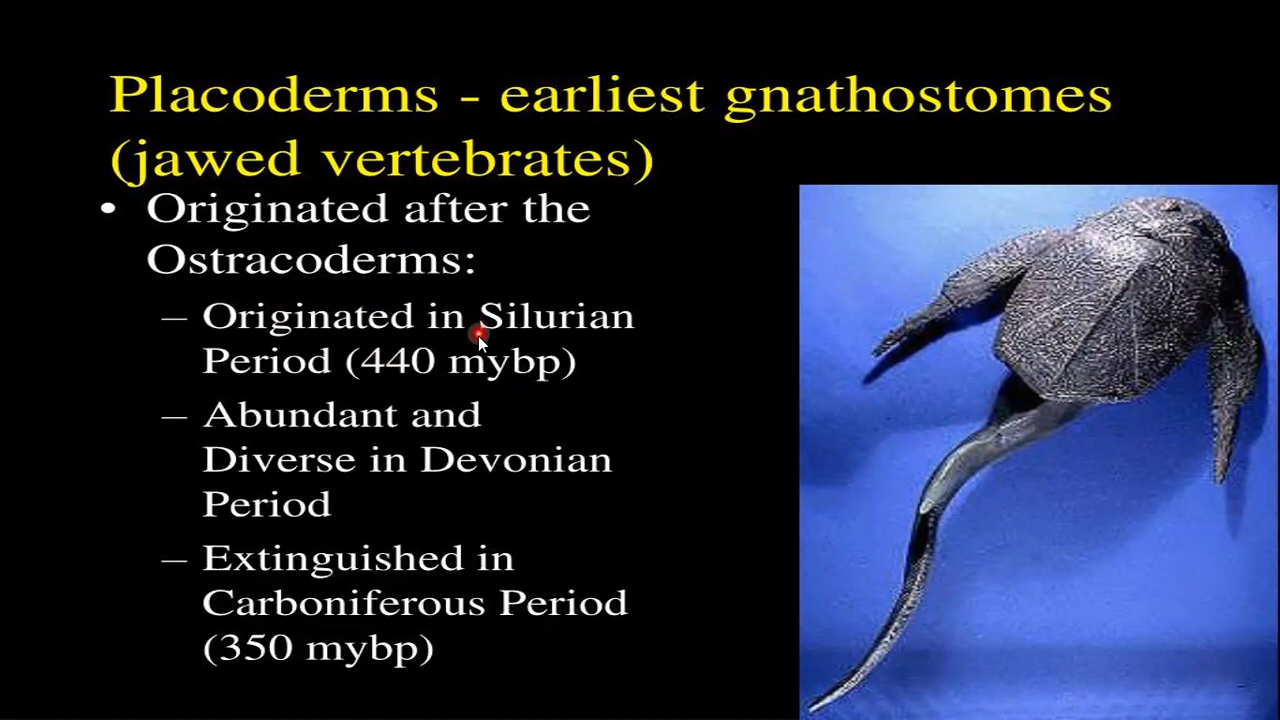 Placoderms - earliest gnathostomes
(jawed vertebrates)
• Originated after the
Ostracoderms:
– Originated in Silurian
Period (440 mybp)
– Abundant and
Diverse in Devonian
Period
– Extinguished in
Carboniferous Period
(350 mybp)